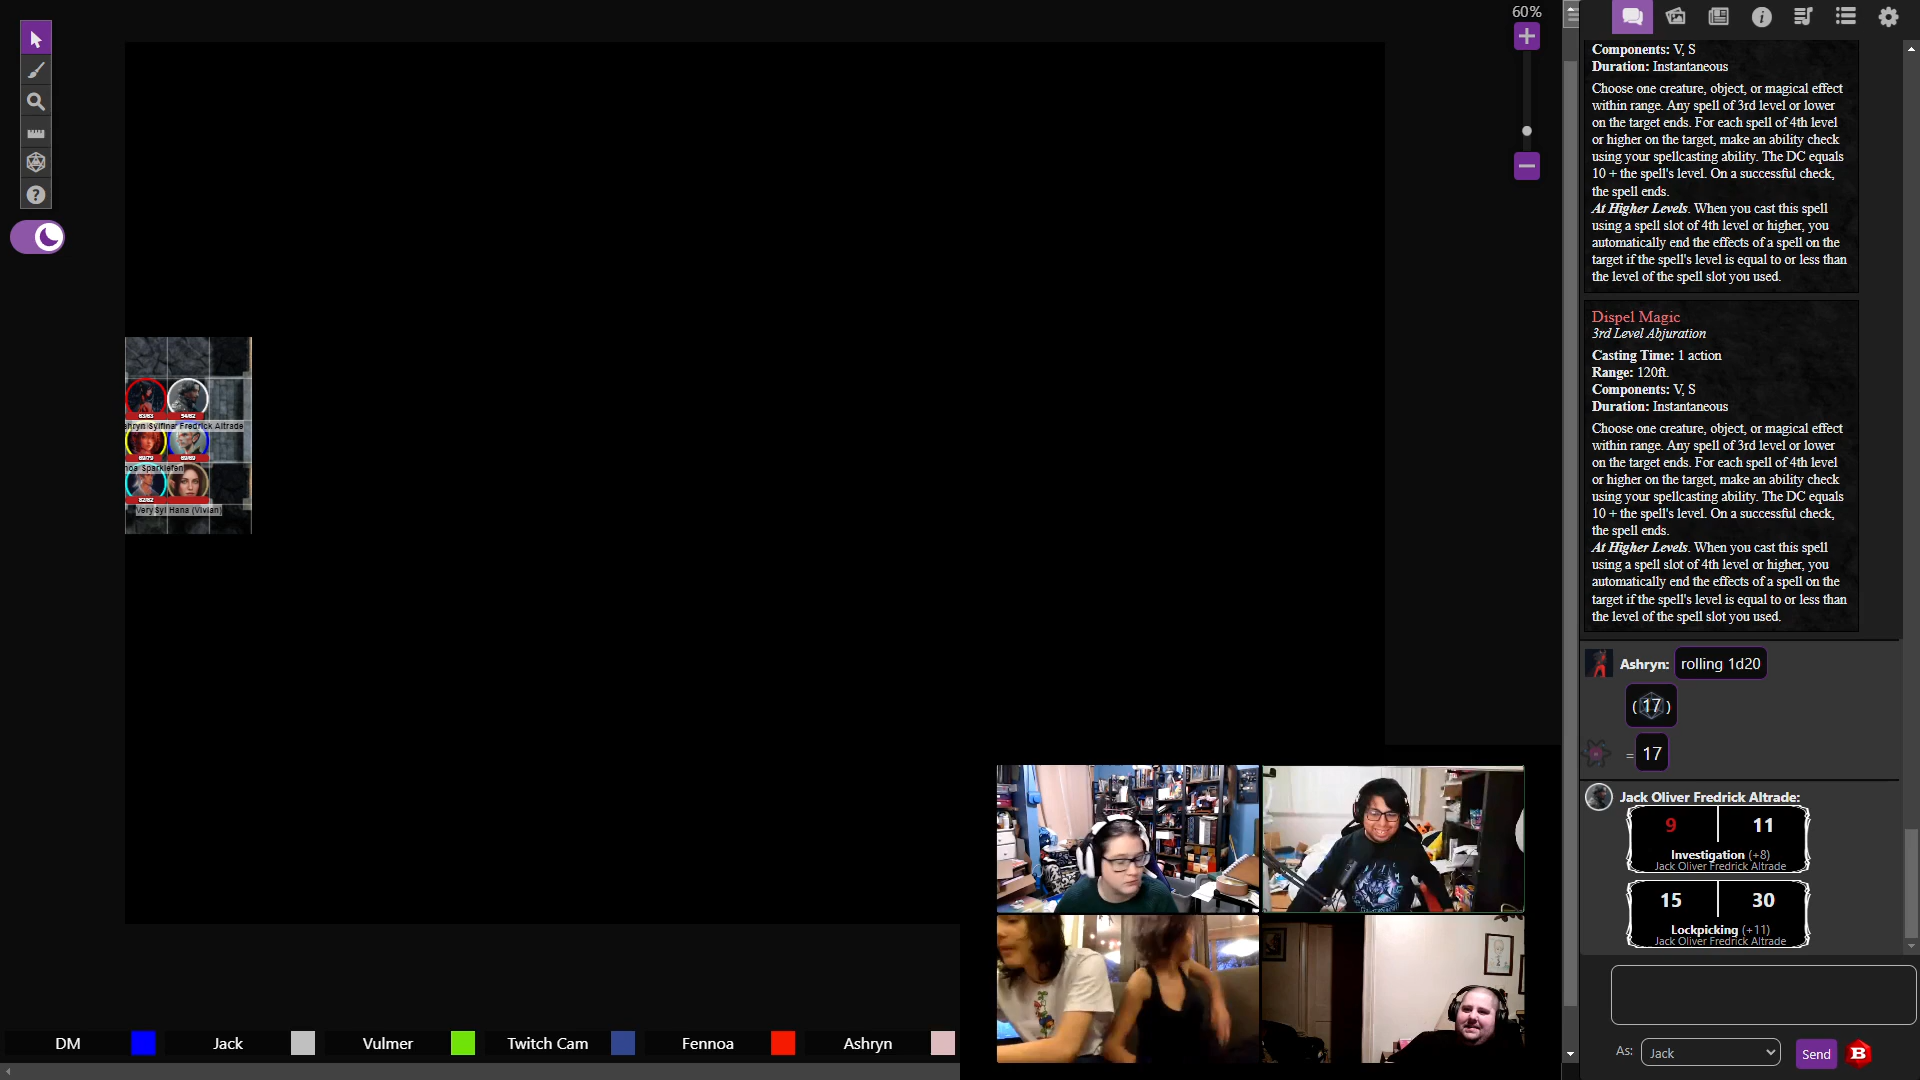 60%
Components: V, S
Duration: Instantaneous
Choose one creature, object, or magical effect
within range. Any spell of 3rd level or lower
on the target ends. For each spell of 4th level
or higher on the target, make an ability check
using your spellcasting ability. The DC equals
10 + the spell's level. On a successful check,
the spell ends.
At Higher Levels. When you cast this spell
using a spell slot of 4th level or higher, you
automatically end the effects of a spell on the
target if the spell's level is equal to or less than
the level of the spell slot you used.
Dispel Magic
3rd Level Abjuration
Casting Time: 1 action
Range: 120ft.
Components: V, S
Duration: Instantaneous
Choose one creature, object, or magical effect
within range. Any spell of 3rd level or lower
on the target ends. For each spell of 4th level
or higher on the target, make an ability check
using your spellcasting ability. The DC equals
10 + the spell's level. On a successful check,
the spell ends.
At Higher Levels. When you cast this spell
using a spell slot of 4th level or higher, you
automatically end the effects of a spell on the
target if the spell's level is equal to or less than
the level of the spell slot you used.
Ashryn: rolling 1d20
(17)
= 17
Jack Oliver Fredrick Altrade:
9 11
Investigation (+8)
Jack Oliver Fredrick Altrade
15 30
Lockpicking (+11)
Jack Oliver Fredrick Altrade
As: Jack Send B
63/63 54/62
Fredrick Altrade
82/82
Hans (Vivian)
DM Jack Vulmer Twitch Cam Fennoa Ashryn